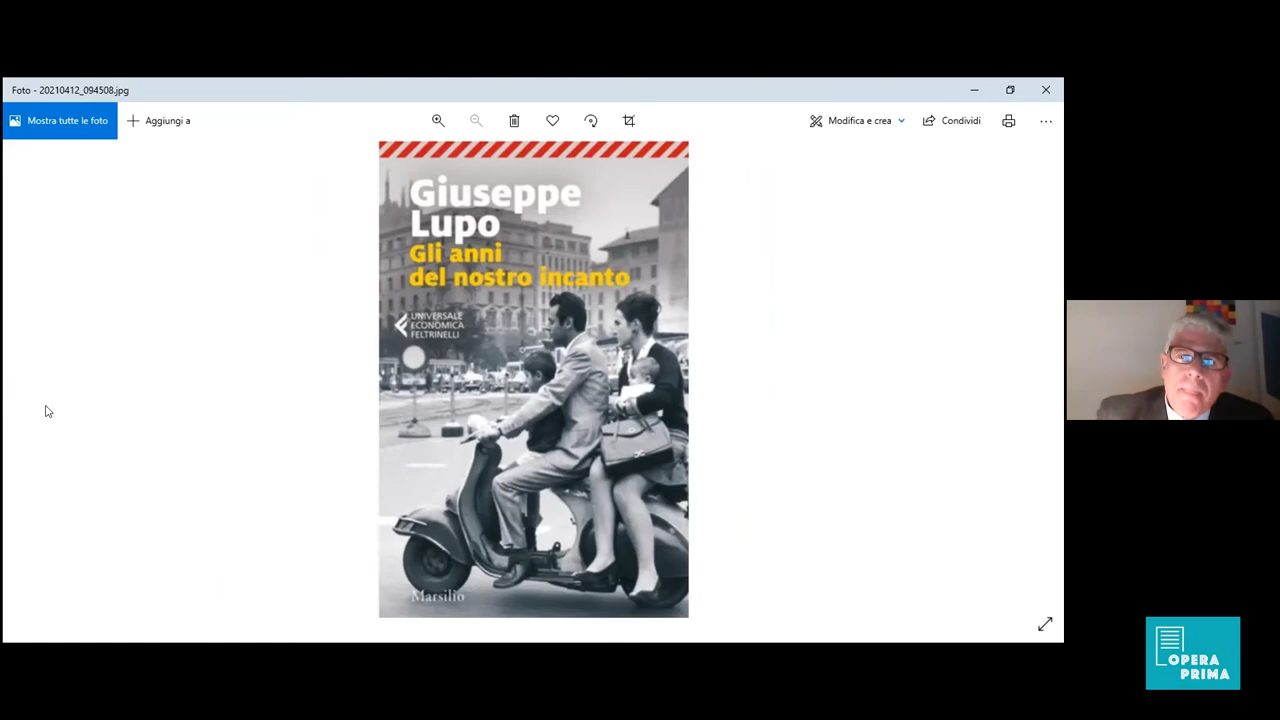 Foto - 20210412_094508.jpg
Mostra tutte le foto
Aggiungi a
Modifica e crea
Condividi
Giuseppe
Lupo
Gli anni
del nostro incanto
UNIVERSALE
ECONOMICA
FELTRINELLI
Marsilio
OPERA
PRIMA